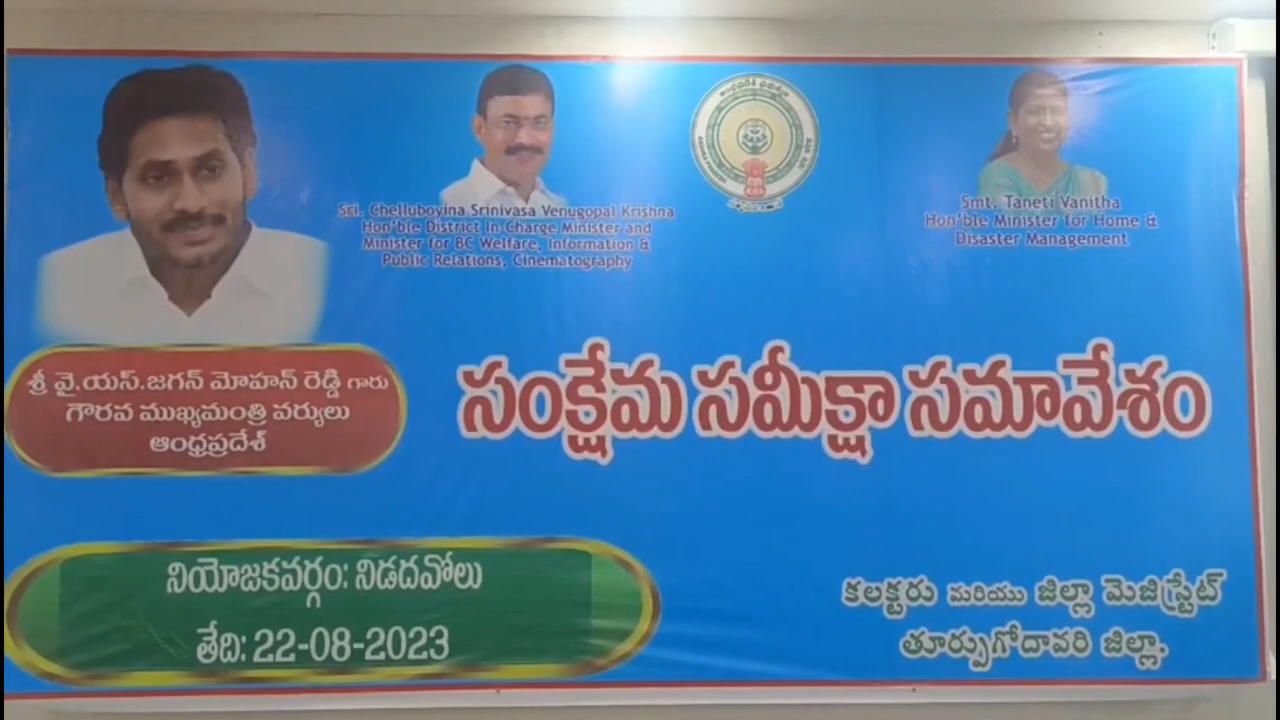 Sri. Chelluboyina Srinivasa Venugopal Krishna
Hon'ble District In Charge Minister and
Minister for BC Welfare, Information &
Public Relations, Cinematography
Smt. Taneti Vanitha
Hon'ble Minister for Home &
Disaster Management
శ్రీ వై.యస్.జగన్ మోహన్ రెడ్డి గారు
గౌరవ ముఖ్యమంత్రి వర్యులు
ఆంధ్రప్రదేశ్
సంక్షేమ సమీక్షా సమావేశం
నియోజకవర్గం: నిడదవోలు
తేది: 22-08-2023
కలక్టరు మరియు జిల్లా మెజిస్ట్రేట్
తూర్పుగోదావరి జిల్లా.